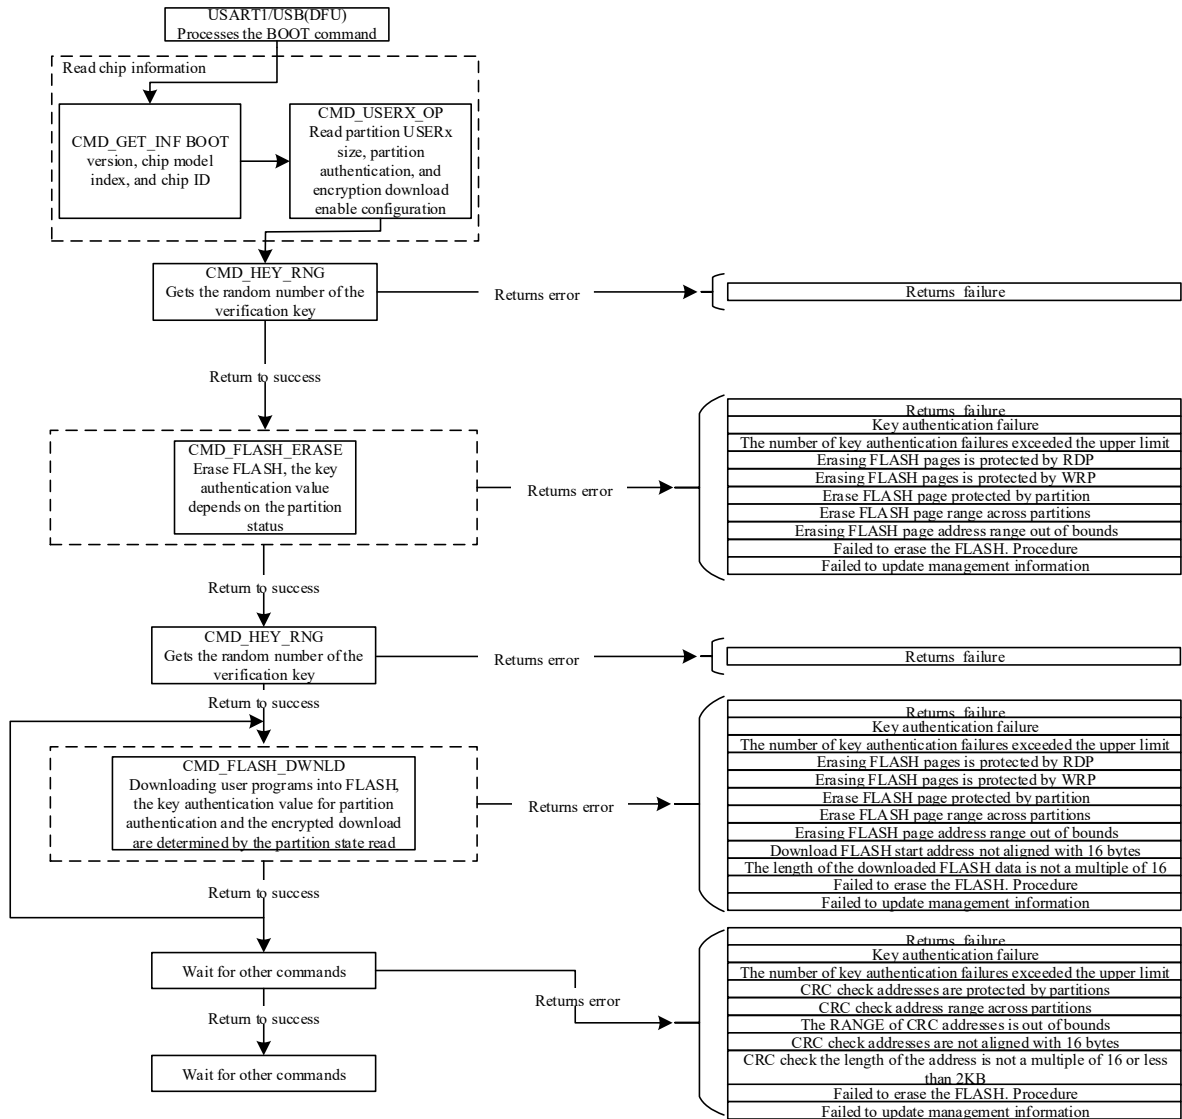 USART1/USB(DFU)
Processes the BOOT command
Read chip information
CMD_GET_INF BOOT
version, chip model
index, and chip ID
CMD_USERX_OP
Read partition USERx
size, partition
authentication, and
encryption download
enable configuration
CMD_HEY_RNG
Gets the random number of the
verification key
Returns error
Returns failure
Return to success
CMD_FLASH_ERASE
Erase FLASH, the key
authentication value
depends on the partition
status
Returns error
Returns failure
Key authentication failure
The number of key authentication failures exceeded the upper limit
Erasing FLASH pages is protected by RDP
Erasing FLASH pages is protected by WRP
Erase FLASH page protected by partition
Erase FLASH page range across partitions
Erasing FLASH page address range out of bounds
Failed to erase the FLASH. Procedure
Failed to update management information
Return to success
CMD_HEY_RNG
Gets the random number of the
verification key
Returns error
Returns failure
Return to success
CMD_FLASH_DWNLD
Downloading user programs into FLASH,
the key authentication value for partition
authentication and the encrypted download
are determined by the partition state read
Returns error
Returns failure
Key authentication failure
The number of key authentication failures exceeded the upper limit
Erasing FLASH pages is protected by RDP
Erasing FLASH pages is protected by WRP
Erase FLASH page protected by partition
Erase FLASH page range across partitions
Erasing FLASH page address range out of bounds
Download FLASH start address not aligned with 16 bytes
The length of the downloaded FLASH data is not a multiple of 16
Failed to erase the FLASH. Procedure
Failed to update management information
Return to success
Wait for other commands
Returns error
Returns failure
Key authentication failure
The number of key authentication failures exceeded the upper limit
CRC check addresses are protected by partitions
CRC check address range across partitions
The RANGE of CRC addresses is out of bounds
CRC check addresses are not aligned with 16 bytes
CRC check the length of the address is not a multiple of 16 or less
than 2KB
Failed to erase the FLASH. Procedure
Failed to update management information
Return to success
Wait for other commands